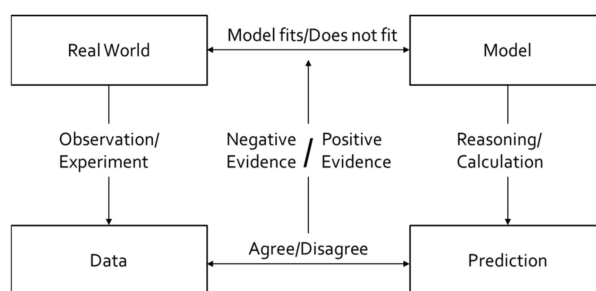 Real World
Model fits/Does not fit
Model
Observation/
Experiment
Negative
Evidence
/
Positive
Evidence
Reasoning/
Calculation
Data
Agree/Disagree
Prediction